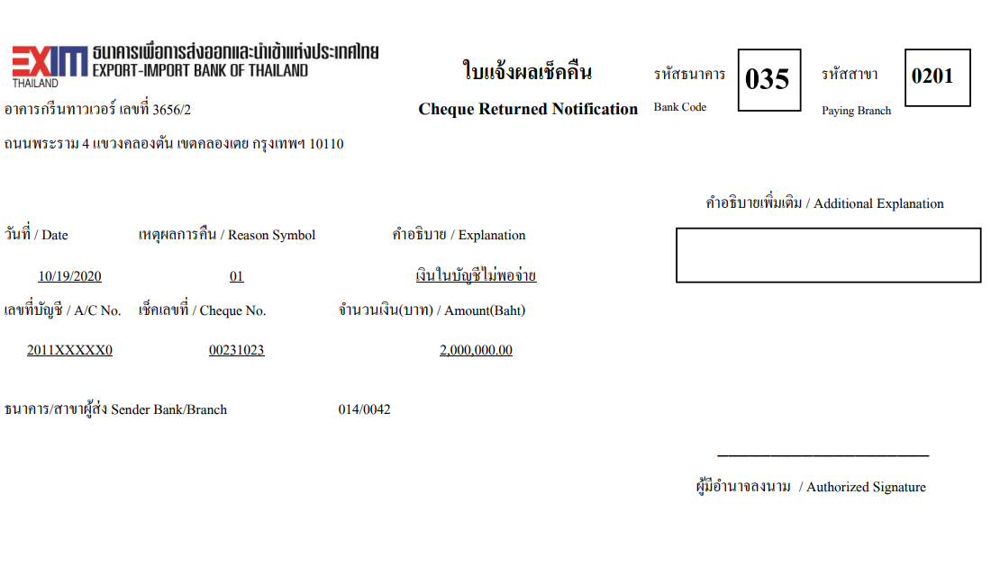 EXIM THAILAND
ธนาคารเพื่อการส่งออกและนำเข้าแห่งประเทศไทย
EXPORT-IMPORT BANK OF THAILAND
ใบแจ้งผลเช็คคืน
รหัสธนาคาร 035 รหัสสาขา 0201
อาคารกรีนทาวเวอร์ เลขที่ 3656/2
Cheque Returned Notification
Bank Code Paying Branch
ถนนพระราม 4 แขวงคลองตัน เขตคลองเตย กรุงเทพฯ 10110
คำอธิบายเพิ่มเติม / Additional Explanation
วันที่ / Date เหตุผลการคืน / Reason Symbol คำอธิบาย / Explanation
10/19/2020 01 เงินในบัญชีไม่พอจ่าย
เลขที่บัญชี / A/C No. เช็คเลขที่ / Cheque No. จำนวนเงิน(บาท) / Amount(Baht)
2011XXXXX0 00231023 2,000,000.00
ธนาคาร/สาขาผู้ส่ง Sender Bank/Branch 014/0042
ผู้มีอำนาจลงนาม / Authorized Signature